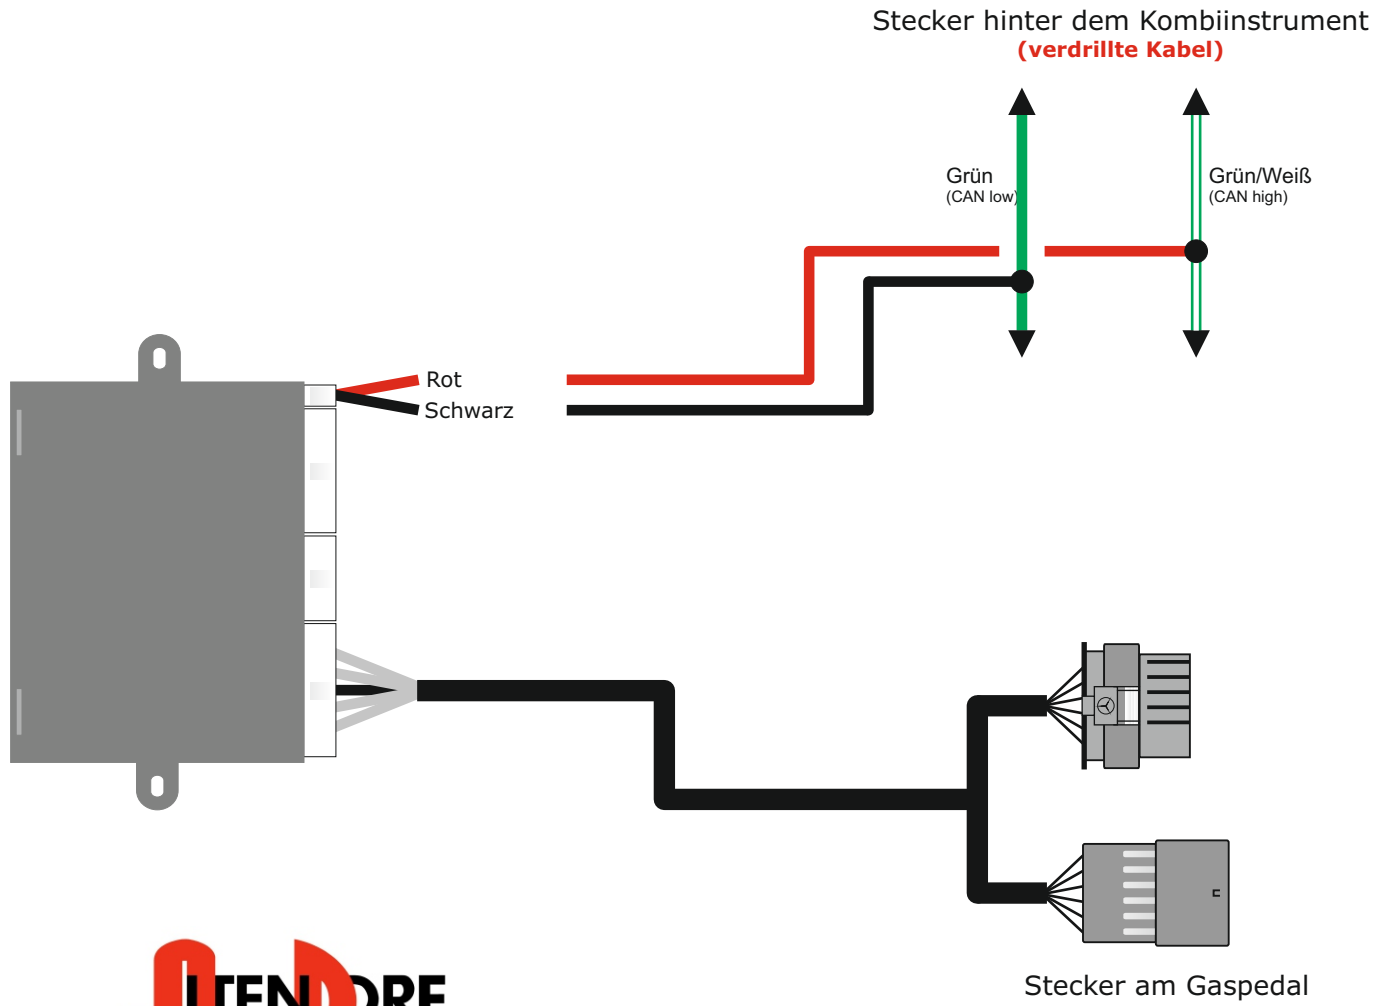 Stecker hinter dem Kombiinstrument
(verdrillte Kabel)
Grün
(CAN low)
Grün/Weiß
(CAN high)
Rot
Schwarz
Stecker am Gaspedal